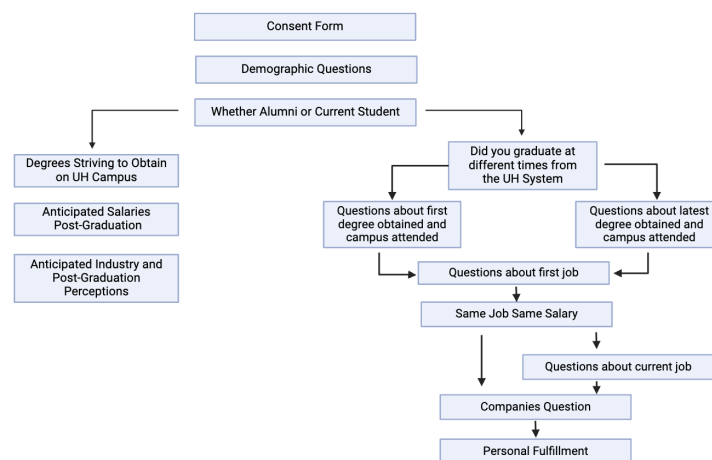 Consent Form
Demographic Questions
Whether Alumni or Current Student
Degrees Striving to Obtain
on UH Campus
Anticipated Salaries
Post-Graduation
Anticipated Industry and
Post-Graduation
Perceptions
Did you graduate at
different times from
the UH System
Questions about first
degree obtained and
campus attended
Questions about latest
degree obtained and
campus attended
Questions about first job
Same Job Same Salary
Questions about current job
Companies Question
Personal Fulfillment